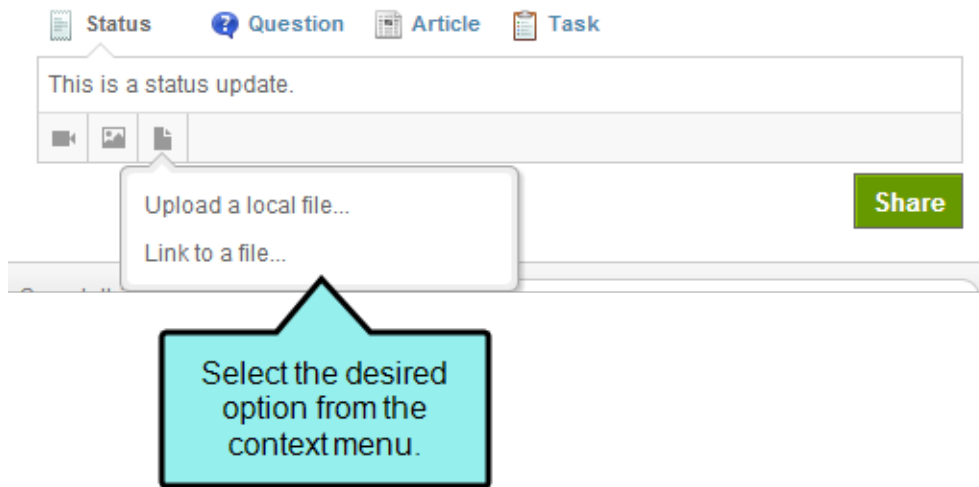 Status Question Article Task
This is a status update.
Upload a local file...
Share
Link to a file...
Select the desired
option from the
context menu.